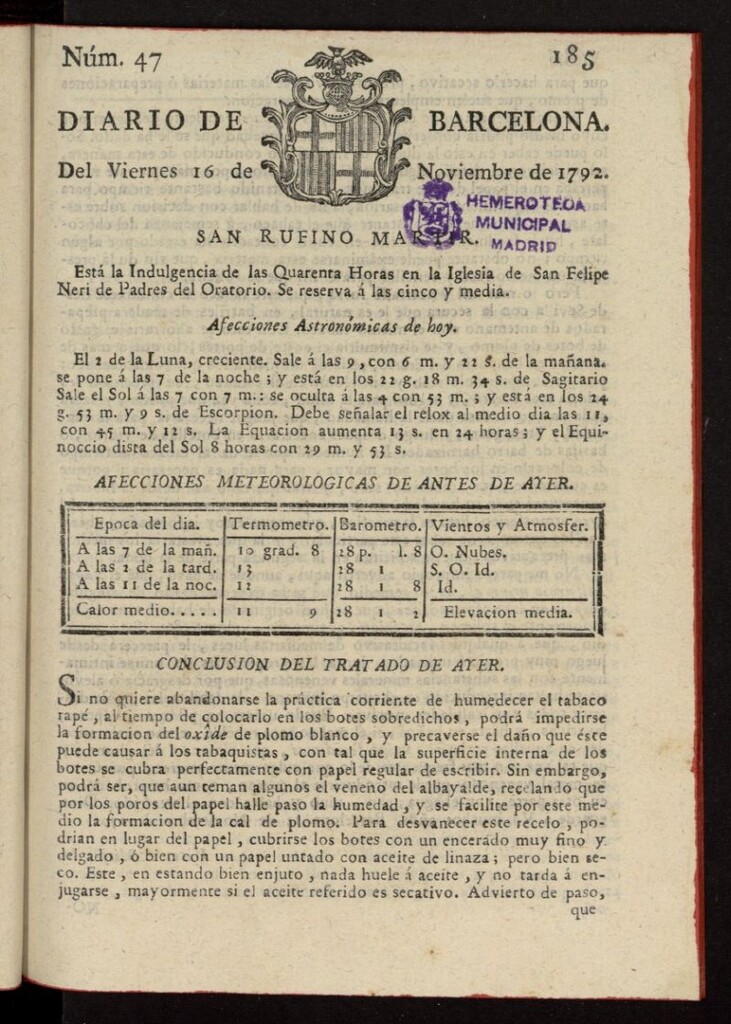 Núm. 47
185
DIARIO DE BARCELONA.
Del Viernes 16 de Noviembre de 1792.
HEMEROTECA
MUNICIPAL
MADRID
SAN RUFINO MARTIR.
Está la Indulgencia de las Quarenta Horas en la Iglesia de San Felipe
Neri de Padres del Oratorio. Se reserva á las cinco y media.
Afecciones Astronómicas de hoy.
El 2 de la Luna, creciente. Sale á las 9, con 6 m. y 22 s. de la mañana.
se pone á las 7 de la noche; y está en los 22 g. 18 m. 34 s. de Sagitario
Sale el Sol á las 7 con 7 m.: se oculta á las 4 con 53 m.; y está en los 24
g. 53 m. y 9 s. de Escorpion. Debe señalar el relox al medio dia las 11,
con 45 m. y 12 s. La Equacion aumenta 13 s. en 24 horas; y el Equi-
noccio dista del Sol 8 horas con 29 m. y 53 s.
AFECCIONES METEOROLOGICAS DE ANTES DE AYER.
Epoca del dia. Termometro. Barometro. Vientos y Atmosfer.
A las 7 de la mañ. 10 grad. 8 28 p. l. 8 O. Nubes.
A las 2 de la tard. 13 28 1 S. O. Id.
A las 11 de la noc. 12 28 1 8 Id.
Calor medio..... 11 9 28 1 2 Elevacion media.
CONCLUSION DEL TRATADO DE AYER.
Si no quiere abandonarse la práctica corriente de humedecer el tabaco
rapé, al tiempo de colocarlo en los botes sobredichos, podrá impedirse
la formacion del oxîde de plomo blanco, y precaverse el daño que éste
puede causar á los tabaquistas, con tal que la superficie interna de los
botes se cubra perfectamente con papel regular de escribir. Sin embargo,
podrá ser, que aun teman algunos el veneno del albayalde, recelando que
por los poros del papel halle paso la humedad, y se facilite por este me-
dio la formacion de la cal de plomo. Para desvanecer este recelo, po-
drian en lugar del papel, cubrirse los botes con un encerado muy fino y
delgado, ó bien con un papel untado con aceite de linaza; pero bien se-
co. Este, en estando bien enjuto, nada huele á aceite, y no tarda á en-
jugarse, mayormente si el aceite referido es secativo. Advierto de paso,
que